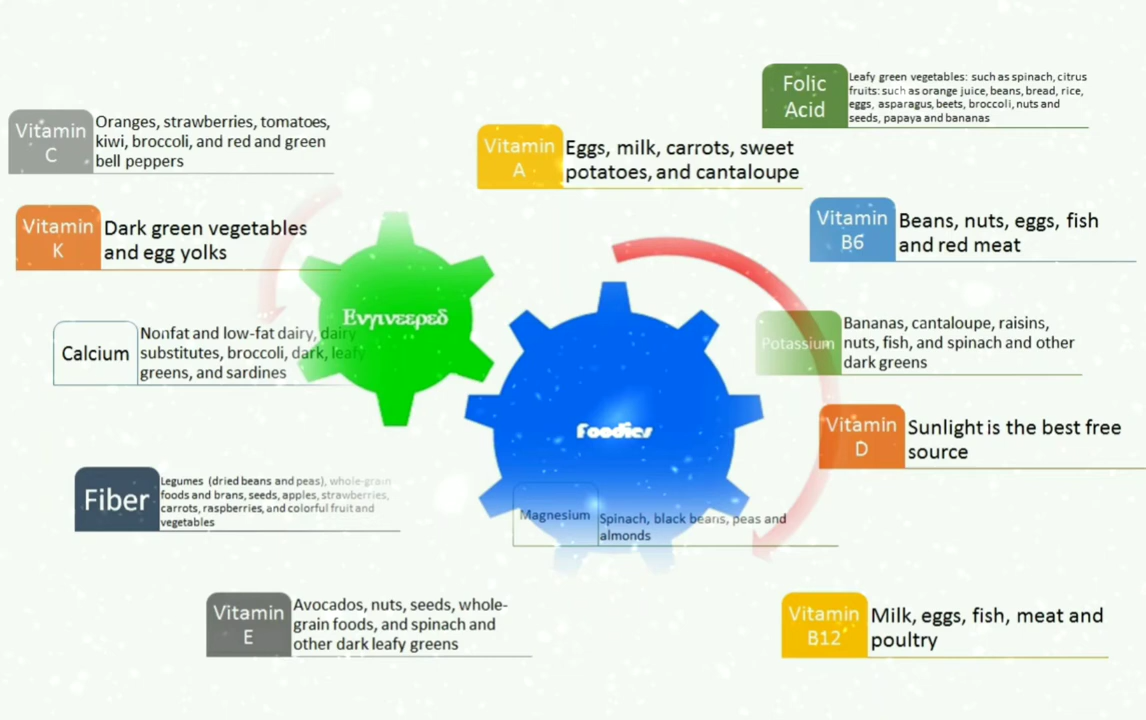 Folic
Acid
Leafy green vegetables: such as spinach, citrus
fruits: such as orange juice, beans, bread, rice,
eggs, asparagus, beets, broccoli, nuts and
seeds, papaya and bananas
Vitamin
C
Oranges, strawberries, tomatoes,
kiwi, broccoli, and red and green
bell peppers
Vitamin
A
Eggs, milk, carrots, sweet
potatoes, and cantaloupe
Vitamin
K
Dark green vegetables
and egg yolks
Vitamin
B6
Beans, nuts, eggs, fish
and red meat
Ενγινεερεδ
Calcium
Nonfat and low-fat dairy, dairy
substitutes, broccoli, dark, leafy
greens, and sardines
Potassium
Bananas, cantaloupe, raisins,
nuts, fish, and spinach and other
dark greens
Foodies
Vitamin
D
Sunlight is the best free
source
Fiber
Legumes (dried beans and peas), whole-grain
foods and brans, seeds, apples, strawberries,
carrots, raspberries, and colorful fruit and
vegetables
Magnesium
Spinach, black beans, peas and
almonds
Vitamin
E
Avocados, nuts, seeds, whole-
grain foods, and spinach and
other dark leafy greens
Vitamin
B12
Milk, eggs, fish, meat and
poultry